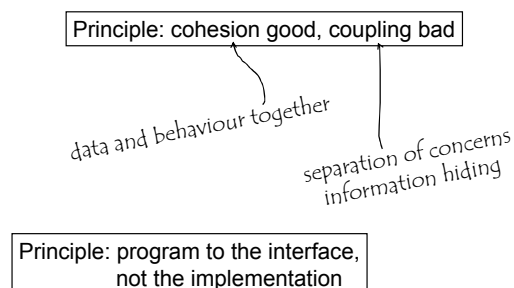 Principle: cohesion good, coupling bad
data and behaviour together
separation of concerns
information hiding
Principle: program to the interface,
not the implementation